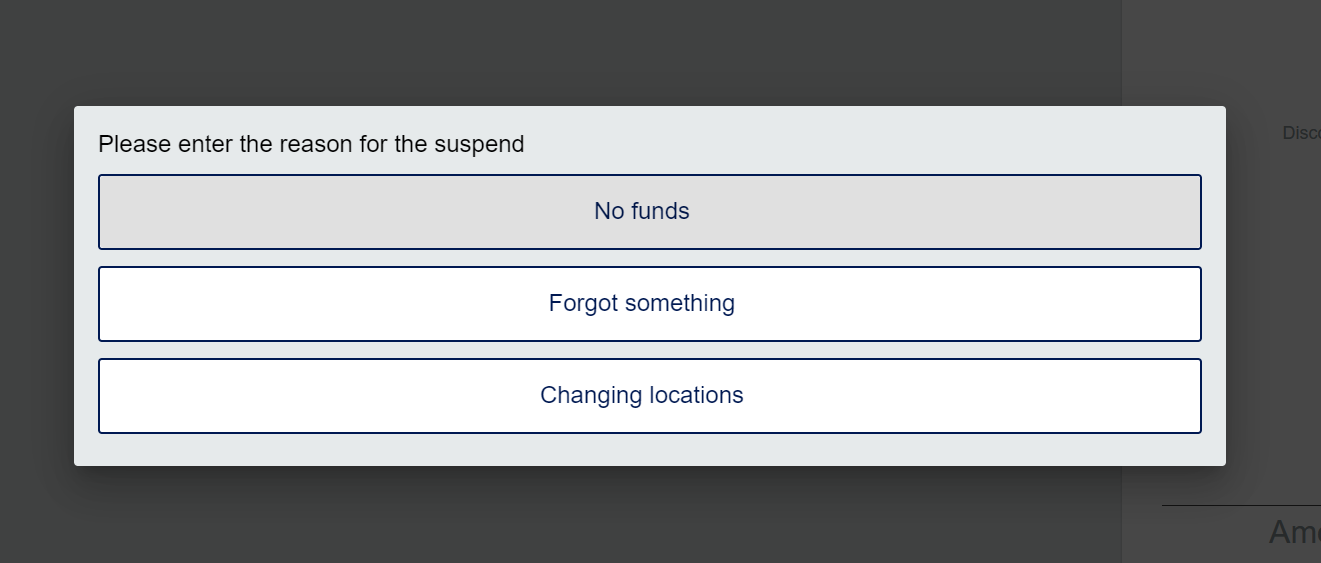 Please enter the reason for the suspend
No funds
Forgot something
Changing locations